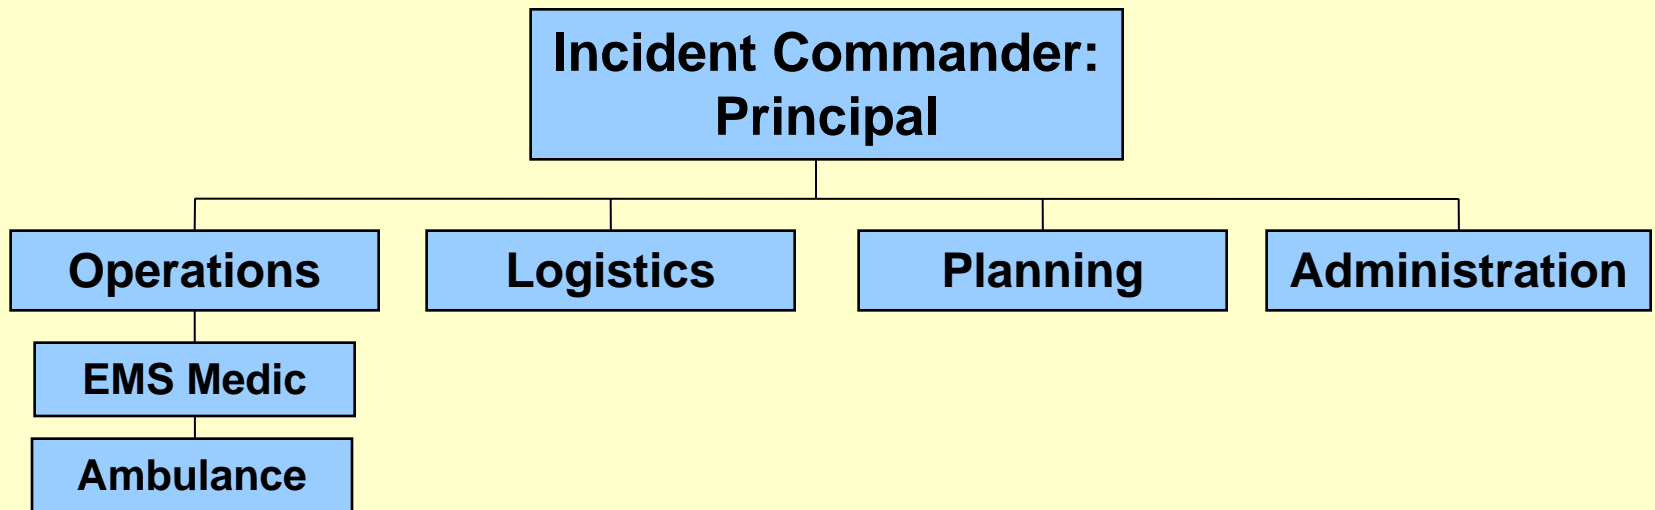 Incident Commander:
Principal
Operations
Logistics
Planning
Administration
EMS Medic
Ambulance